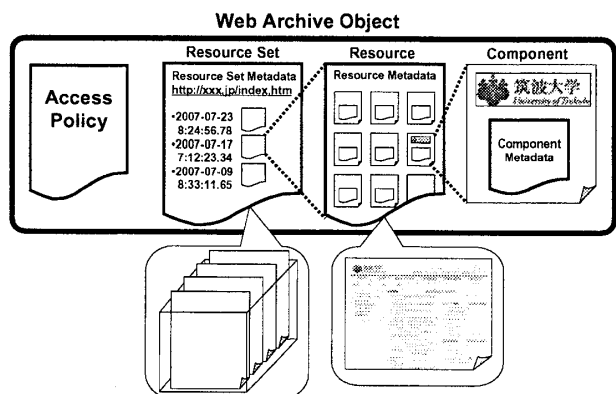 Web Archive Object
Access
Policy
Resource Set
Resource Set Metadata
http://xxx.jp/index.htm
•2007-07-23
8:24:56.78
•2007-07-17
7:12:23.34
•2007-07-09
8:33:11.65
Resource
Resource Metadata
Component
筑波大学
University of Tsukuba
Component
Metadata